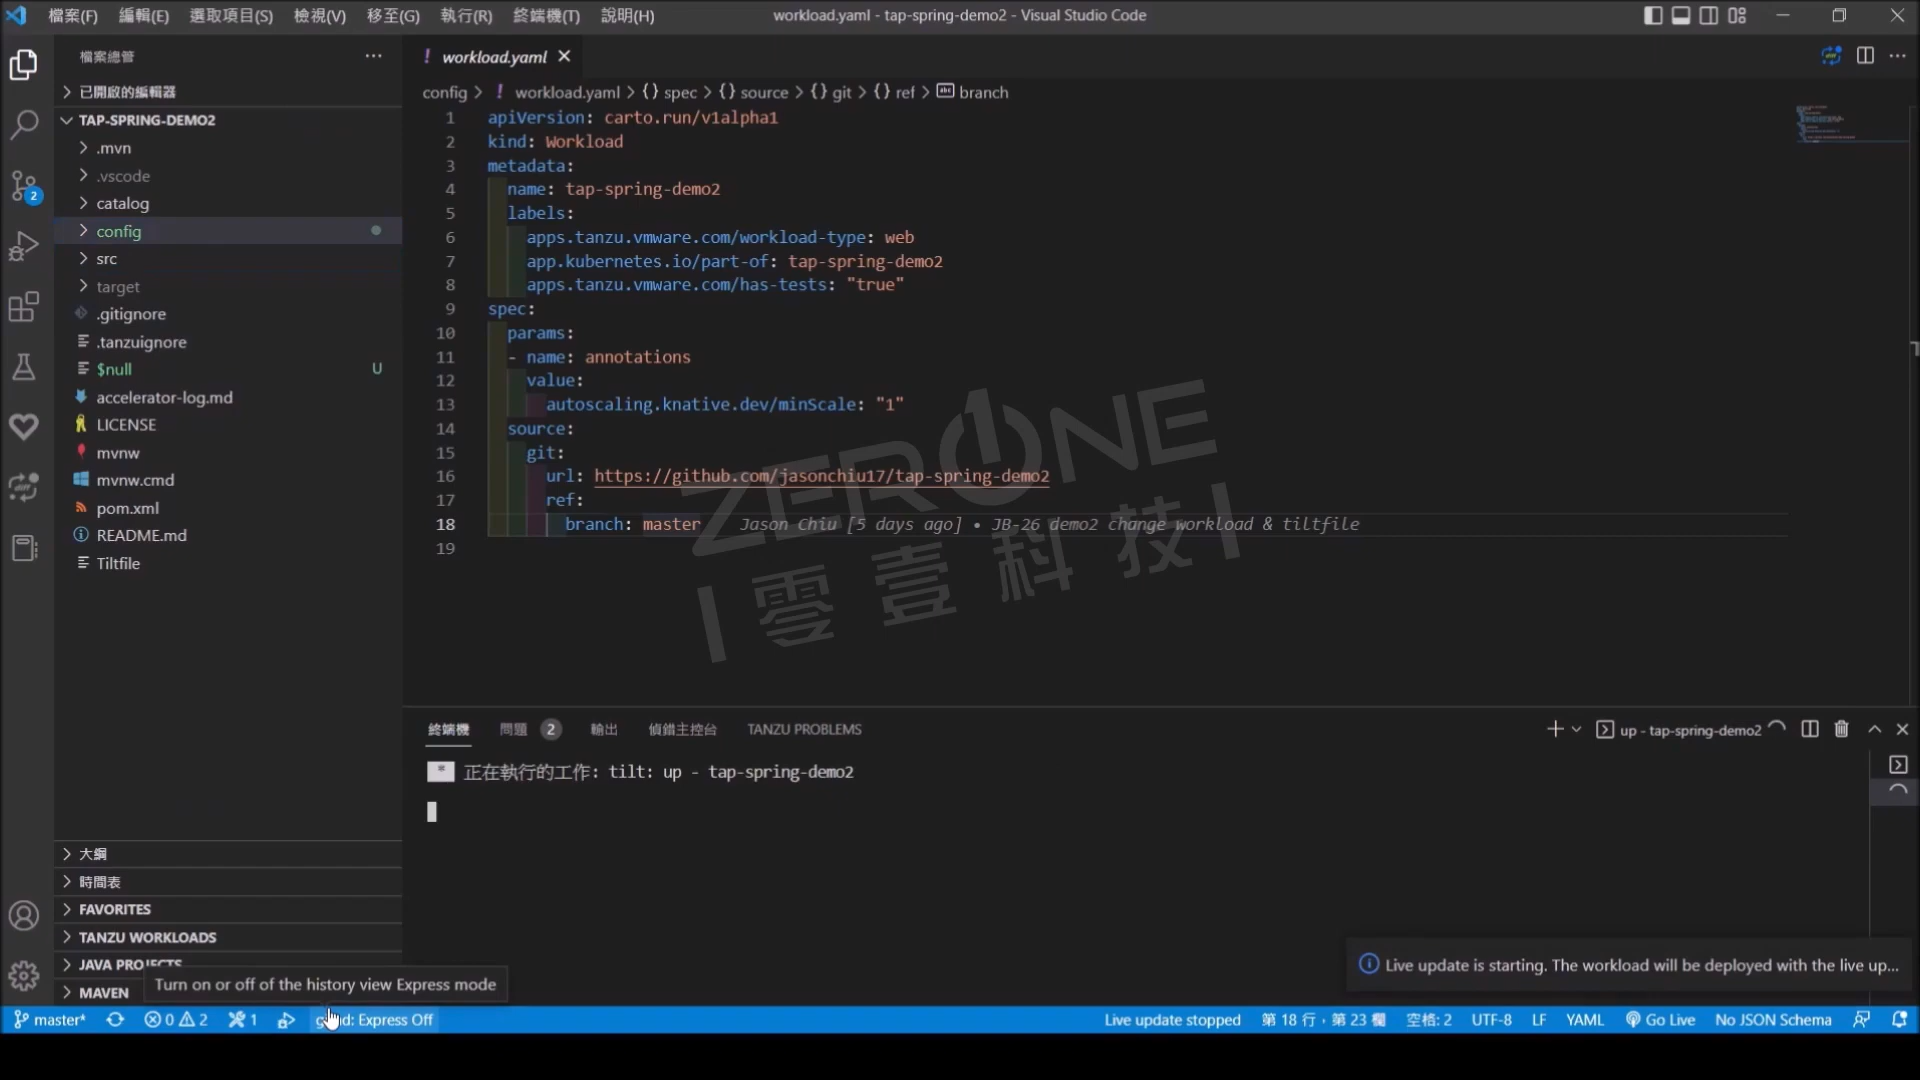 檔案(F) 編輯(E) 選取項目(S) 檢視(V) 移至(G) 執行(R) 終端機(T) 說明(H) workload.yaml - tap-spring-demo2 - Visual Studio Code
檔案總管
已開啟的編輯器
TAP-SPRING-DEMO2
.mvn
.vscode
catalog
config
src
target
.gitignore
.tanzuignore
$null U
accelerator-log.md
LICENSE
mvnw
mvnw.cmd
pom.xml
README.md
Tiltfile
大綱
時間表
FAVORITES
TANZU WORKLOADS
JAVA PROJECTS
MAVEN
2
! workload.yaml
config > ! workload.yaml > {} spec > {} source > {} git > {} ref > abc branch
1 apiVersion: carto.run/v1alpha1
2 kind: Workload
3 metadata:
4 name: tap-spring-demo2
5 labels:
6 apps.tanzu.vmware.com/workload-type: web
7 app.kubernetes.io/part-of: tap-spring-demo2
8 apps.tanzu.vmware.com/has-tests: "true"
9 spec:
10 params:
11 - name: annotations
12 value:
13 autoscaling.knative.dev/minScale: "1"
14 source:
15 git:
16 url: https://github.com/jasonchiu17/tap-spring-demo2
17 ref:
18 branch: master Jason Chiu [5 days ago] • JB-26 demo2 change workload & tiltfile
19
ZERONE
零壹科技
終端機 問題 2 輸出 偵錯主控台 TANZU PROBLEMS
up - tap-spring-demo2
* 正在執行的工作: tilt: up - tap-spring-demo2
Live update is starting. The workload will be deployed with the live up...
Turn on or off of the history view Express mode
master* 0 2 1 Express Off
Live update stopped 第 18 行，第 23 欄 空格: 2 UTF-8 LF YAML Go Live No JSON Schema